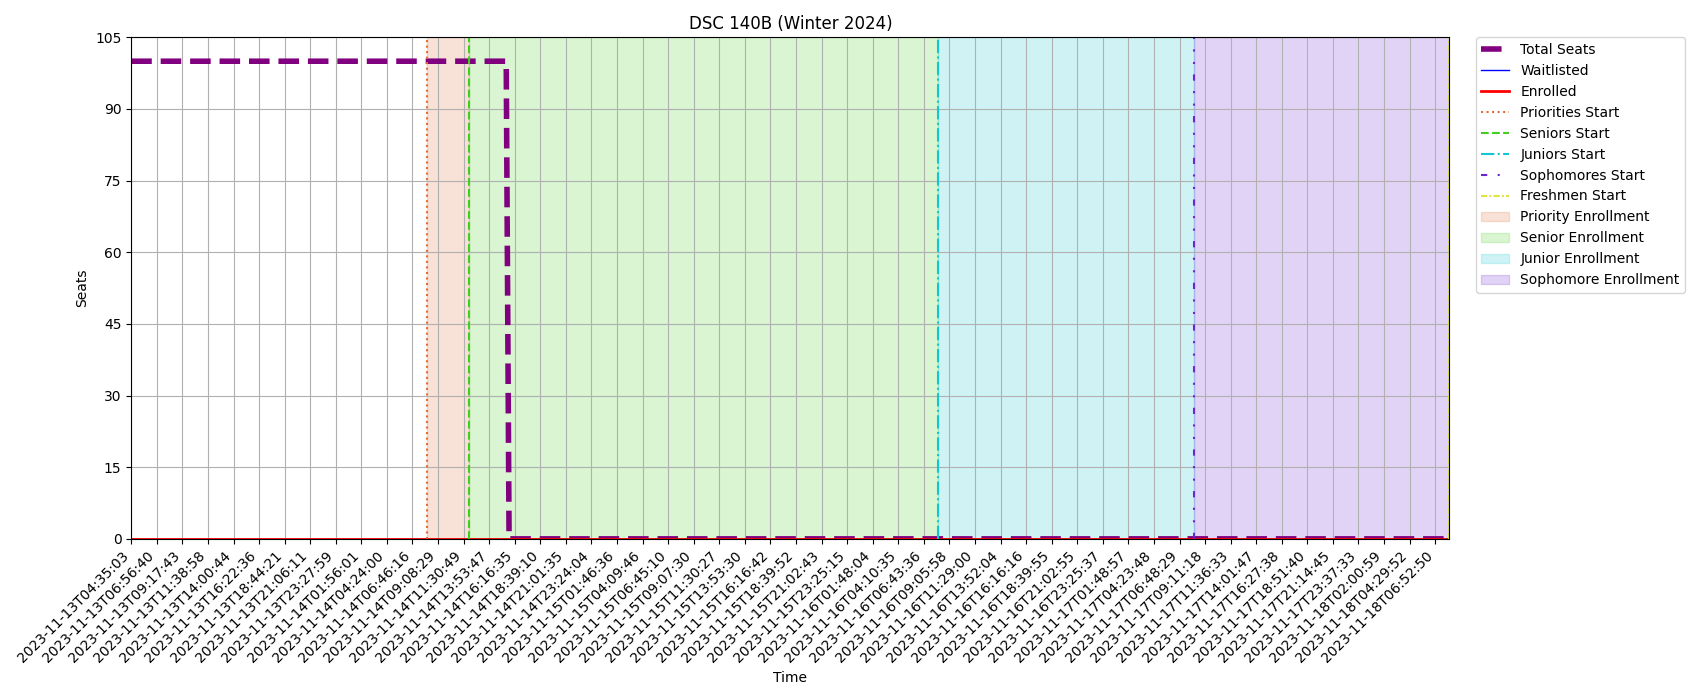 DSC 140B (Winter 2024)
105
90
75
60
45
30
15
0
Seats
2023-11-13T04:35:03
2023-11-13T06:56:40
2023-11-13T09:17:43
2023-11-13T11:38:58
2023-11-13T14:00:44
2023-11-13T16:22:36
2023-11-13T18:44:21
2023-11-13T21:06:11
2023-11-13T23:27:59
2023-11-14T01:56:01
2023-11-14T04:24:00
2023-11-14T06:46:16
2023-11-14T09:08:29
2023-11-14T11:30:49
2023-11-14T13:53:47
2023-11-14T16:16:35
2023-11-14T18:39:10
2023-11-14T21:01:35
2023-11-14T23:24:04
2023-11-15T01:46:36
2023-11-15T04:09:46
2023-11-15T06:45:10
2023-11-15T09:07:30
2023-11-15T11:30:27
2023-11-15T13:53:30
2023-11-15T16:16:42
2023-11-15T18:39:52
2023-11-15T21:02:43
2023-11-15T23:25:15
2023-11-16T01:48:04
2023-11-16T04:10:35
2023-11-16T06:43:36
2023-11-16T09:05:58
2023-11-16T11:29:00
2023-11-16T13:52:04
2023-11-16T16:16:16
2023-11-16T18:39:55
2023-11-16T21:02:55
2023-11-16T23:25:37
2023-11-17T01:48:57
2023-11-17T04:23:48
2023-11-17T06:48:29
2023-11-17T09:11:18
2023-11-17T11:36:33
2023-11-17T14:01:47
2023-11-17T16:27:38
2023-11-17T18:51:40
2023-11-17T21:14:45
2023-11-17T23:37:33
2023-11-18T02:00:59
2023-11-18T04:29:52
2023-11-18T06:52:50
Time
Total Seats
Waitlisted
Enrolled
Priorities Start
Seniors Start
Juniors Start
Sophomores Start
Freshmen Start
Priority Enrollment
Senior Enrollment
Junior Enrollment
Sophomore Enrollment